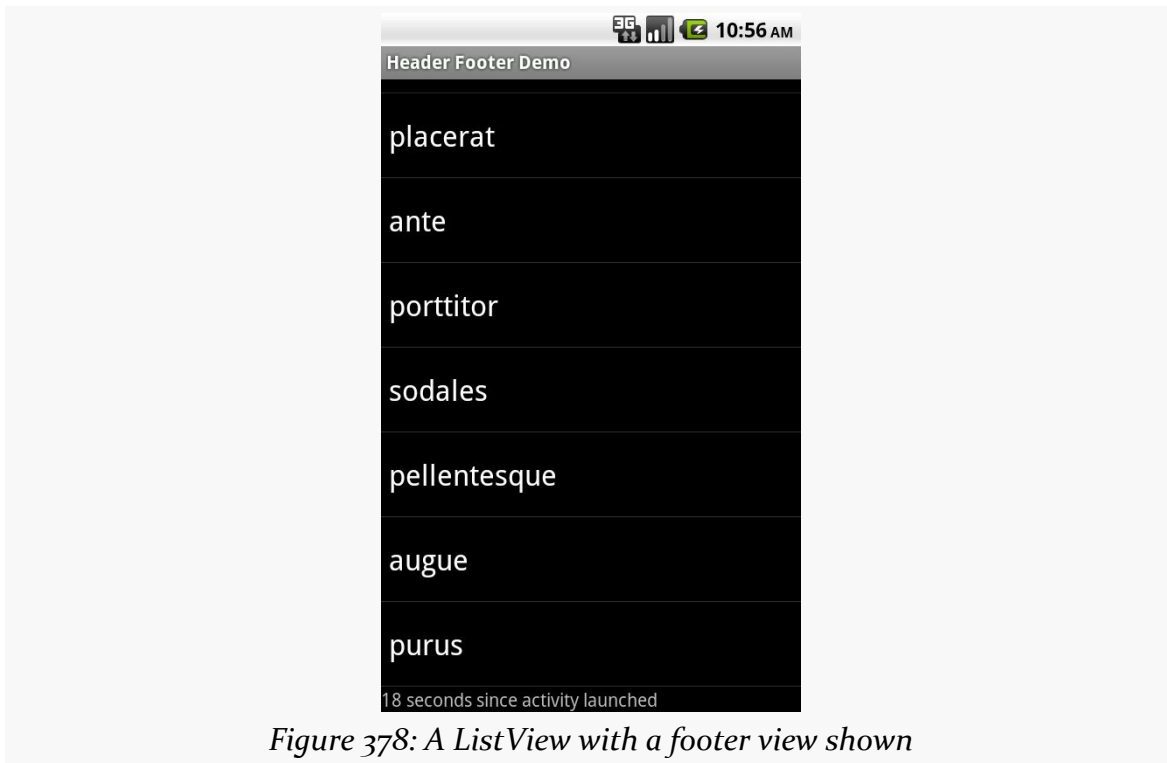 3G 10:56 AM
Header Footer Demo
placerat
ante
porttitor
sodales
pellentesque
augue
purus
18 seconds since activity launched
Figure 378: A ListView with a footer view shown